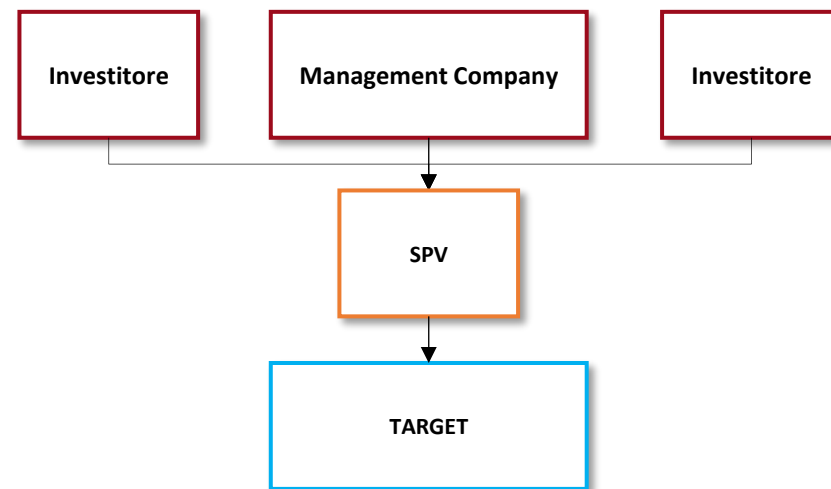 Investitore
Management Company
Investitore
SPV
TARGET